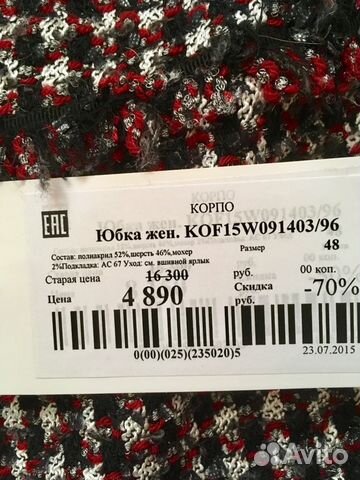 КОРПО
EAC
Юбка жен. KOF15W091403/96
Состав: полиакрил 52%,шерсть 46%,мохер
2%Подкладка: АС 67 Уход: см. вшивной ярлык
Размер 48
Старая цена 16 300 руб. 00 коп.
Цена 4 890 Скидка -70%
0(00)(025)(235020)5
23.07.2015
Avito